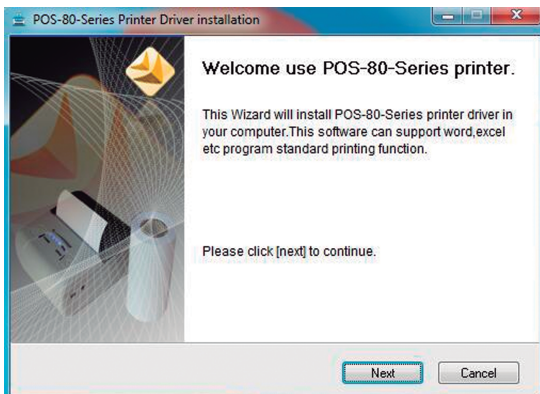 POS-80-Series Printer Driver installation
Welcome use POS-80-Series printer.
This Wizard will install POS-80-Series printer driver in
your computer.This software can support word,excel
etc program standard printing function.
Please click [next] to continue.
Next
Cancel